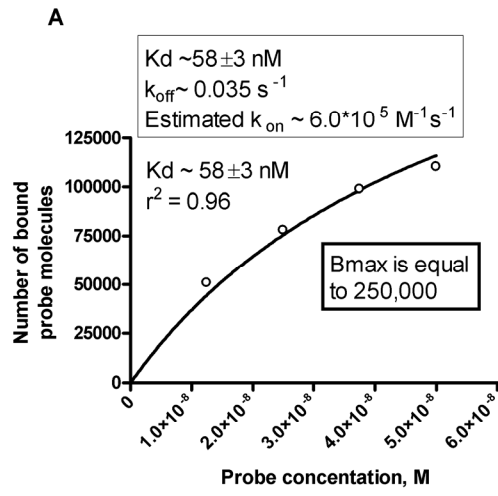 A
Kd ~58±3 nM
koff~ 0.035 s⁻¹
Estimated k on ~ 6.0*10⁵ M⁻¹s⁻¹
Kd ~ 58±3 nM
r² = 0.96
Bmax is equal
to 250,000
Number of bound
probe molecules
125000
100000
75000
50000
25000
0
0
1.0×10⁻⁸
2.0×10⁻⁸
3.0×10⁻⁸
4.0×10⁻⁸
5.0×10⁻⁸
6.0×10⁻⁸
Probe concentation, M